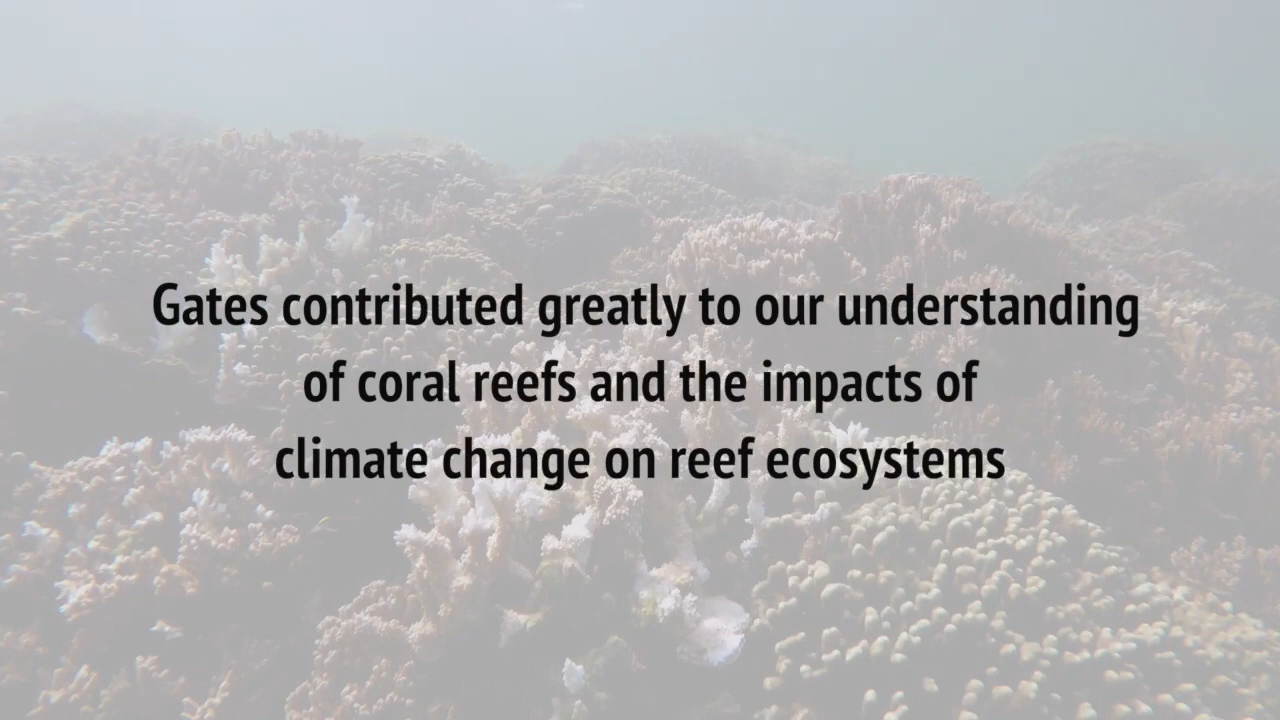 Gates contributed greatly to our understanding
of coral reefs and the impacts of
climate change on reef ecosystems